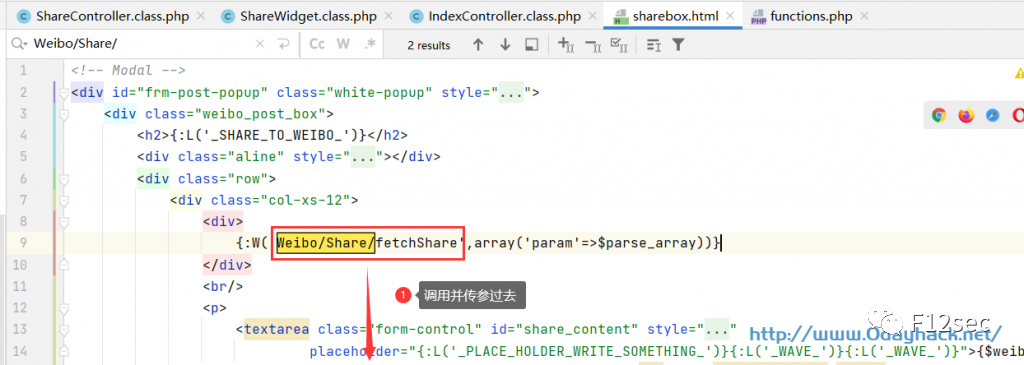 ShareController.class.php × ShareWidget.class.php × IndexController.class.php × sharebox.html × functions.php ×
Weibo/Share/ × Cc W .* 2 results
1 <!-- Modal -->
2 <div id="frm-post-popup" class="white-popup" style="...">
3 <div class="weibo_post_box">
4 <h2>{:L('_SHARE_TO_WEIBO_')}</h2>
5 <div class="aline" style="..."></div>
6 <div class="row">
7 <div class="col-xs-12">
8 <div>
9 {:W('Weibo/Share/fetchShare',array('param'=>$parse_array))}
10 </div>
11 <br/>
1 调用并传参过去
12 <p>
13 <textarea class="form-control" id="share_content" style="..."
F12sec
http://www.0dayhack.net/
14 placeholder="{:L('_PLACE_HOLDER_WRITE_SOMETHING_')}{:L('_WAVE_')}{:L('_WAVE_')}">{$weib